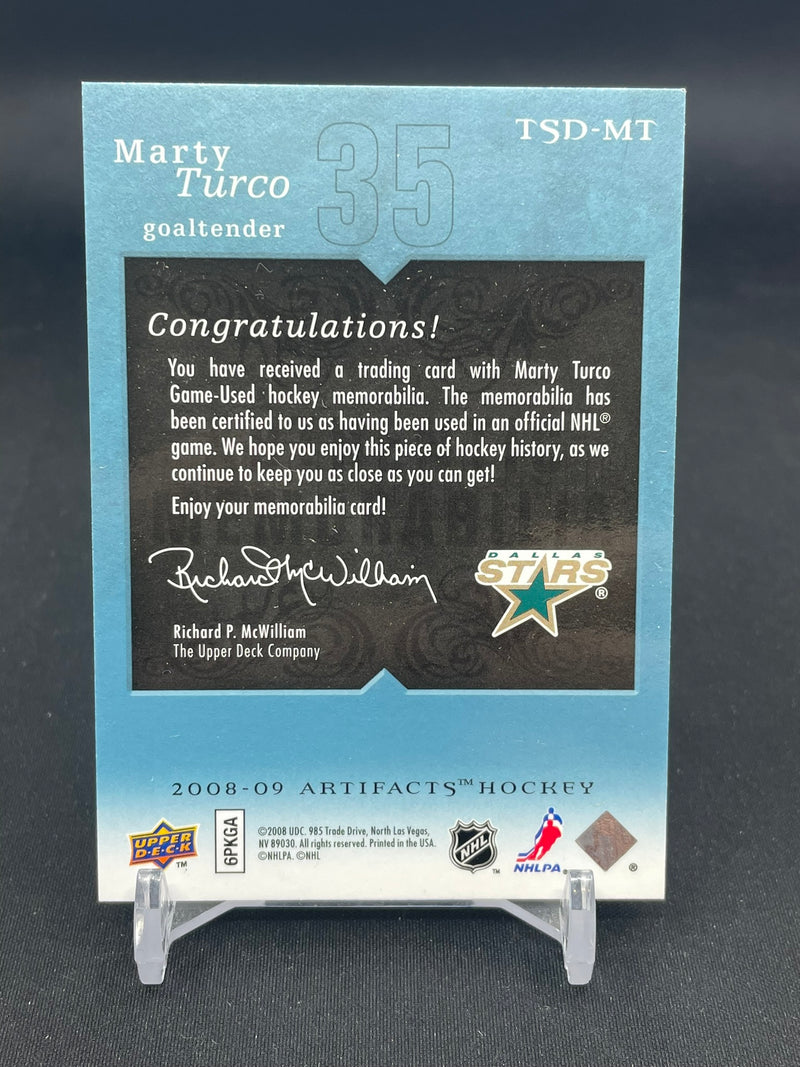 TSD-MT
Marty
Turco
35
goaltender
Congratulations!
You have received a trading card with Marty Turco
Game-Used hockey memorabilia. The memorabilia has
been certified to us as having been used in an official NHL®
game. We hope you enjoy this piece of hockey history, as we
continue to keep you as close as you can get!
Enjoy your memorabilia card!
MEMORABILIA
Richard McWilliam
DALLAS
STARS®
Richard P. McWilliam
The Upper Deck Company
2008-09 ARTIFACTS™ HOCKEY
UPPER
D·E·C·K™
6PKGA
©2008 UDC. 985 Trade Drive, North Las Vegas,
NV 89030. All rights reserved. Printed in the USA.
©NHLPA. ©NHL
NHL™
NHLPA®
®